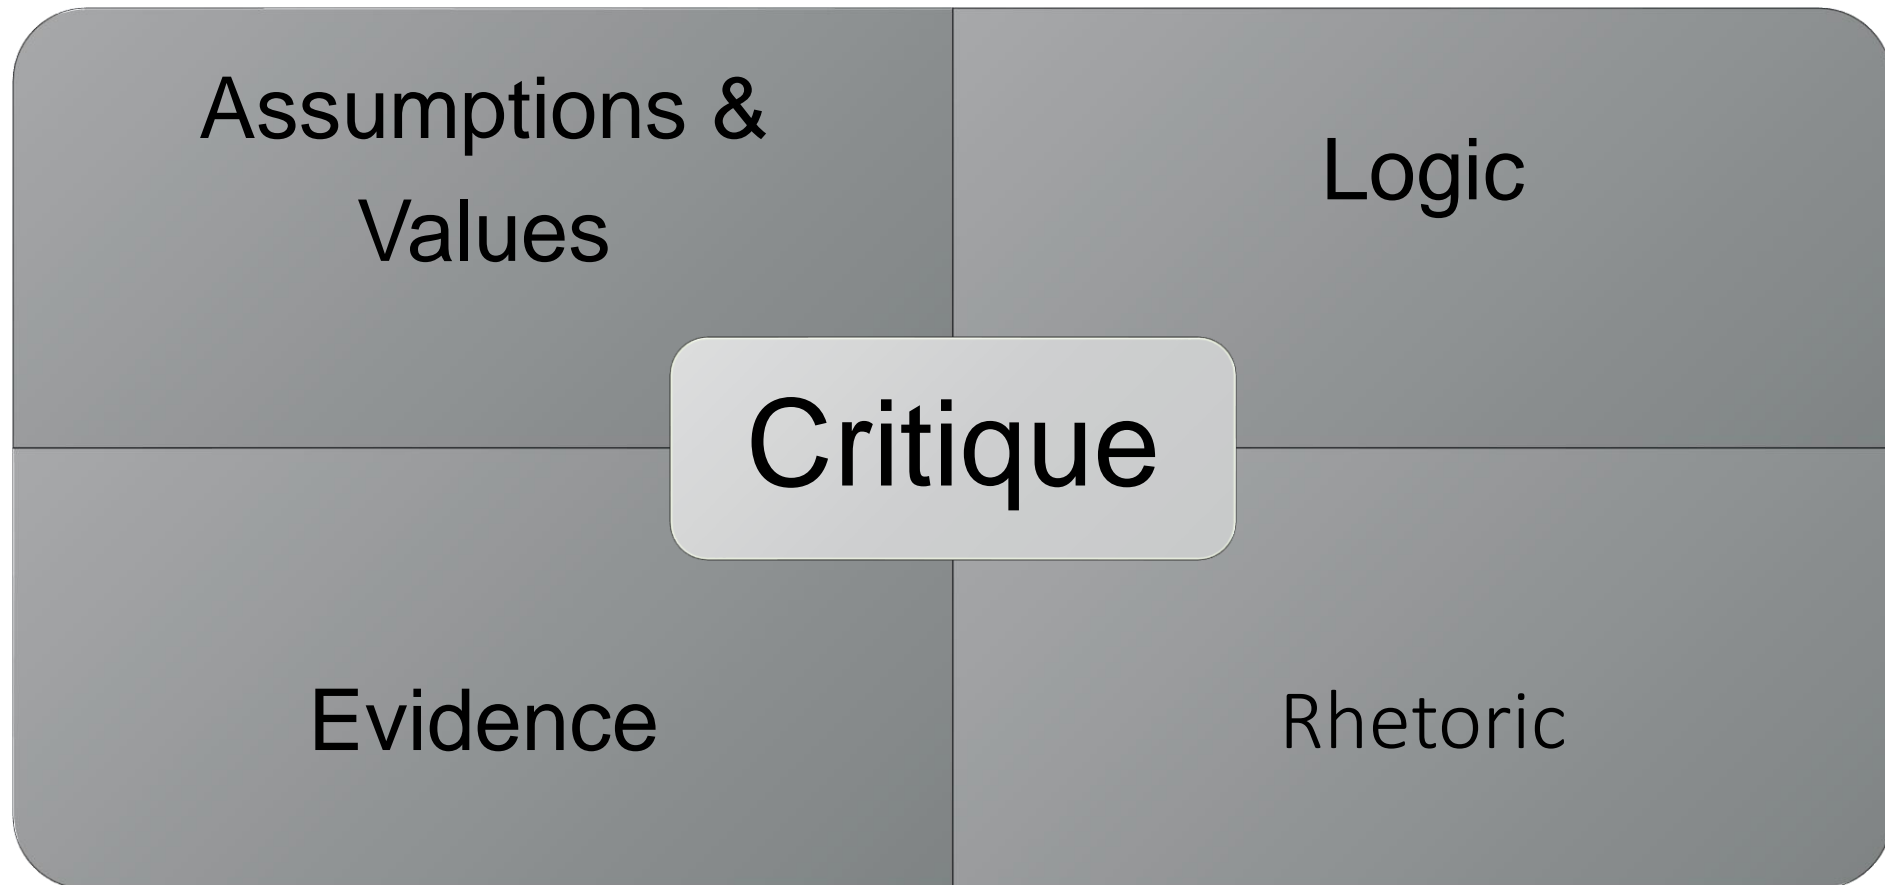 Assumptions &
Values
Logic
Critique
Evidence
Rhetoric